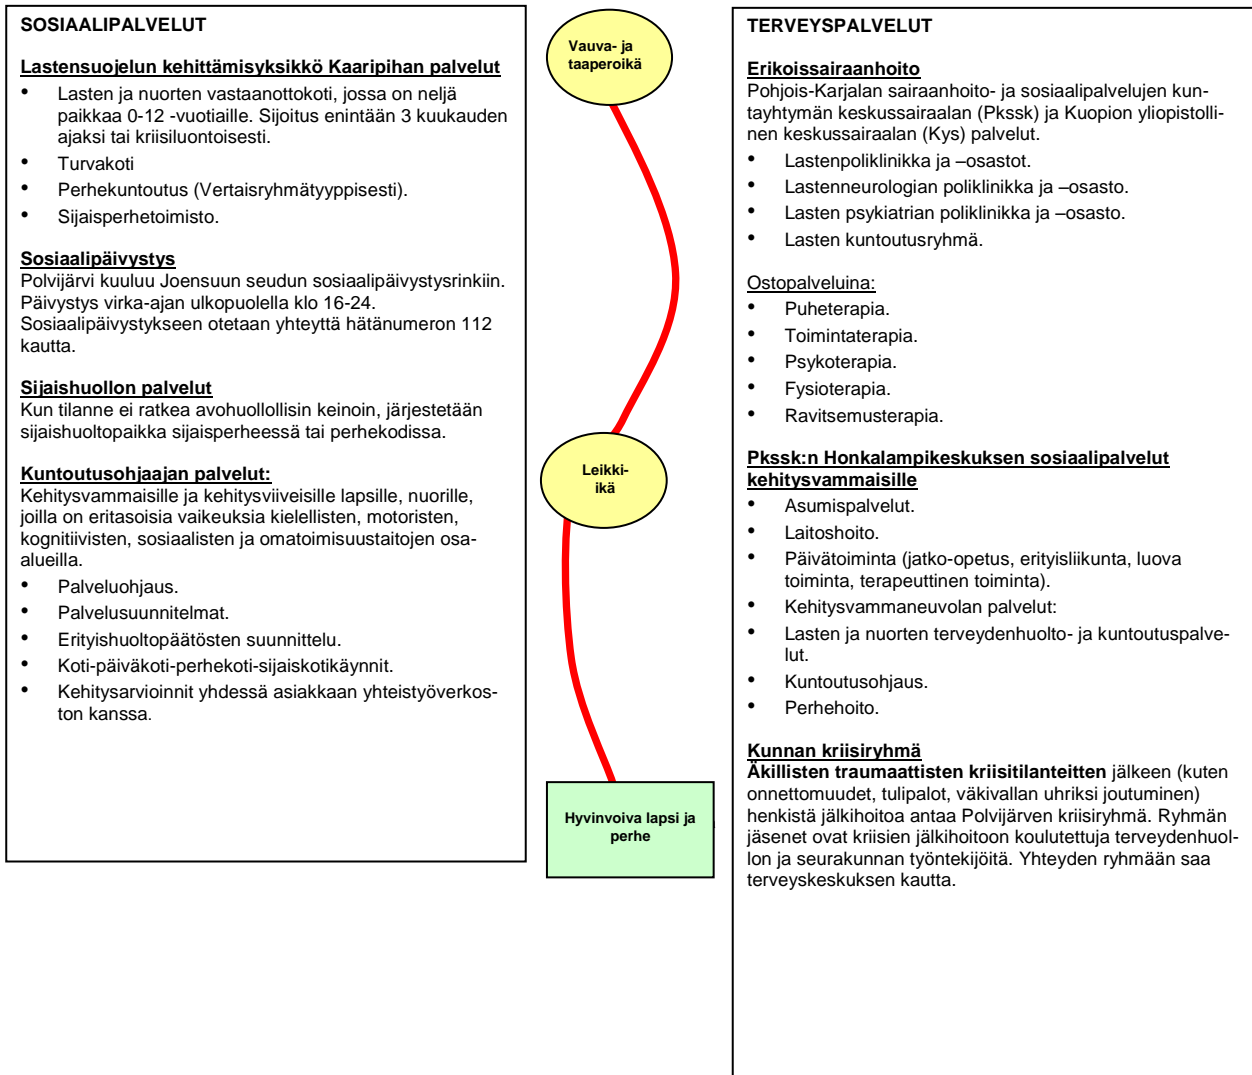 SOSIAALIPALVELUT
Lastensuojelun kehittämisyksikkö Kaaripihan palvelut
• Lasten ja nuorten vastaanottokoti, jossa on neljä
paikkaa 0-12 -vuotiaille. Sijoitus enintään 3 kuukauden
ajaksi tai kriisiluontoisesti.
• Turvakoti
• Perhekuntoutus (Vertaisryhmätyyppisesti).
• Sijaisperhetoimisto.
Sosiaalipäivystys
Polvijärvi kuuluu Joensuun seudun sosiaalipäivystysrinkiin.
Päivystys virka-ajan ulkopuolella klo 16-24.
Sosiaalipäivystykseen otetaan yhteyttä hätänumeron 112
kautta.
Sijaishuollon palvelut
Kun tilanne ei ratkea avohuollollisin keinoin, järjestetään
sijaishuoltopaikka sijaisperheessä tai perhekodissa.
Kuntoutusohjaajan palvelut:
Kehitysvammaisille ja kehitysviiveisille lapsille, nuorille,
joilla on eritasoisia vaikeuksia kielellisten, motoristen,
kognitiivisten, sosiaalisten ja omatoimisuustaitojen osa-
alueilla.
• Palveluohjaus.
• Palvelusuunnitelmat.
• Erityishuoltopäätösten suunnittelu.
• Koti-päiväkoti-perhekoti-sijaiskotikäynnit.
• Kehitysarvioinnit yhdessä asiakkaan yhteistyöverkos-
ton kanssa.
Vauva- ja
taaperoikä
Leikki-
ikä
Hyvinvoiva lapsi ja
perhe
TERVEYSPALVELUT
Erikoissairaanhoito
Pohjois-Karjalan sairaanhoito- ja sosiaalipalvelujen kun-
tayhtymän keskussairaalan (Pkssk) ja Kuopion yliopistolli-
nen keskussairaalan (Kys) palvelut.
• Lastenpoliklinikka ja –osastot.
• Lastenneurologian poliklinikka ja –osasto.
• Lasten psykiatrian poliklinikka ja –osasto.
• Lasten kuntoutusryhmä.
Ostopalveluina:
• Puheterapia.
• Toimintaterapia.
• Psykoterapia.
• Fysioterapia.
• Ravitsemusterapia.
Pkssk:n Honkalampikeskuksen sosiaalipalvelut
kehitysvammaisille
• Asumispalvelut.
• Laitoshoito.
• Päivätoiminta (jatko-opetus, erityisliikunta, luova
toiminta, terapeuttinen toiminta).
• Kehitysvammaneuvolan palvelut:
• Lasten ja nuorten terveydenhuolto- ja kuntoutuspalve-
lut.
• Kuntoutusohjaus.
• Perhehoito.
Kunnan kriisiryhmä
Äkillisten traumaattisten kriisitilanteitten jälkeen (kuten
onnettomuudet, tulipalot, väkivallan uhriksi joutuminen)
henkistä jälkihoitoa antaa Polvijärven kriisiryhmä. Ryhmän
jäsenet ovat kriisien jälkihoitoon koulutettuja terveydenhuol-
lon ja seurakunnan työntekijöitä. Yhteyden ryhmään saa
terveyskeskuksen kautta.